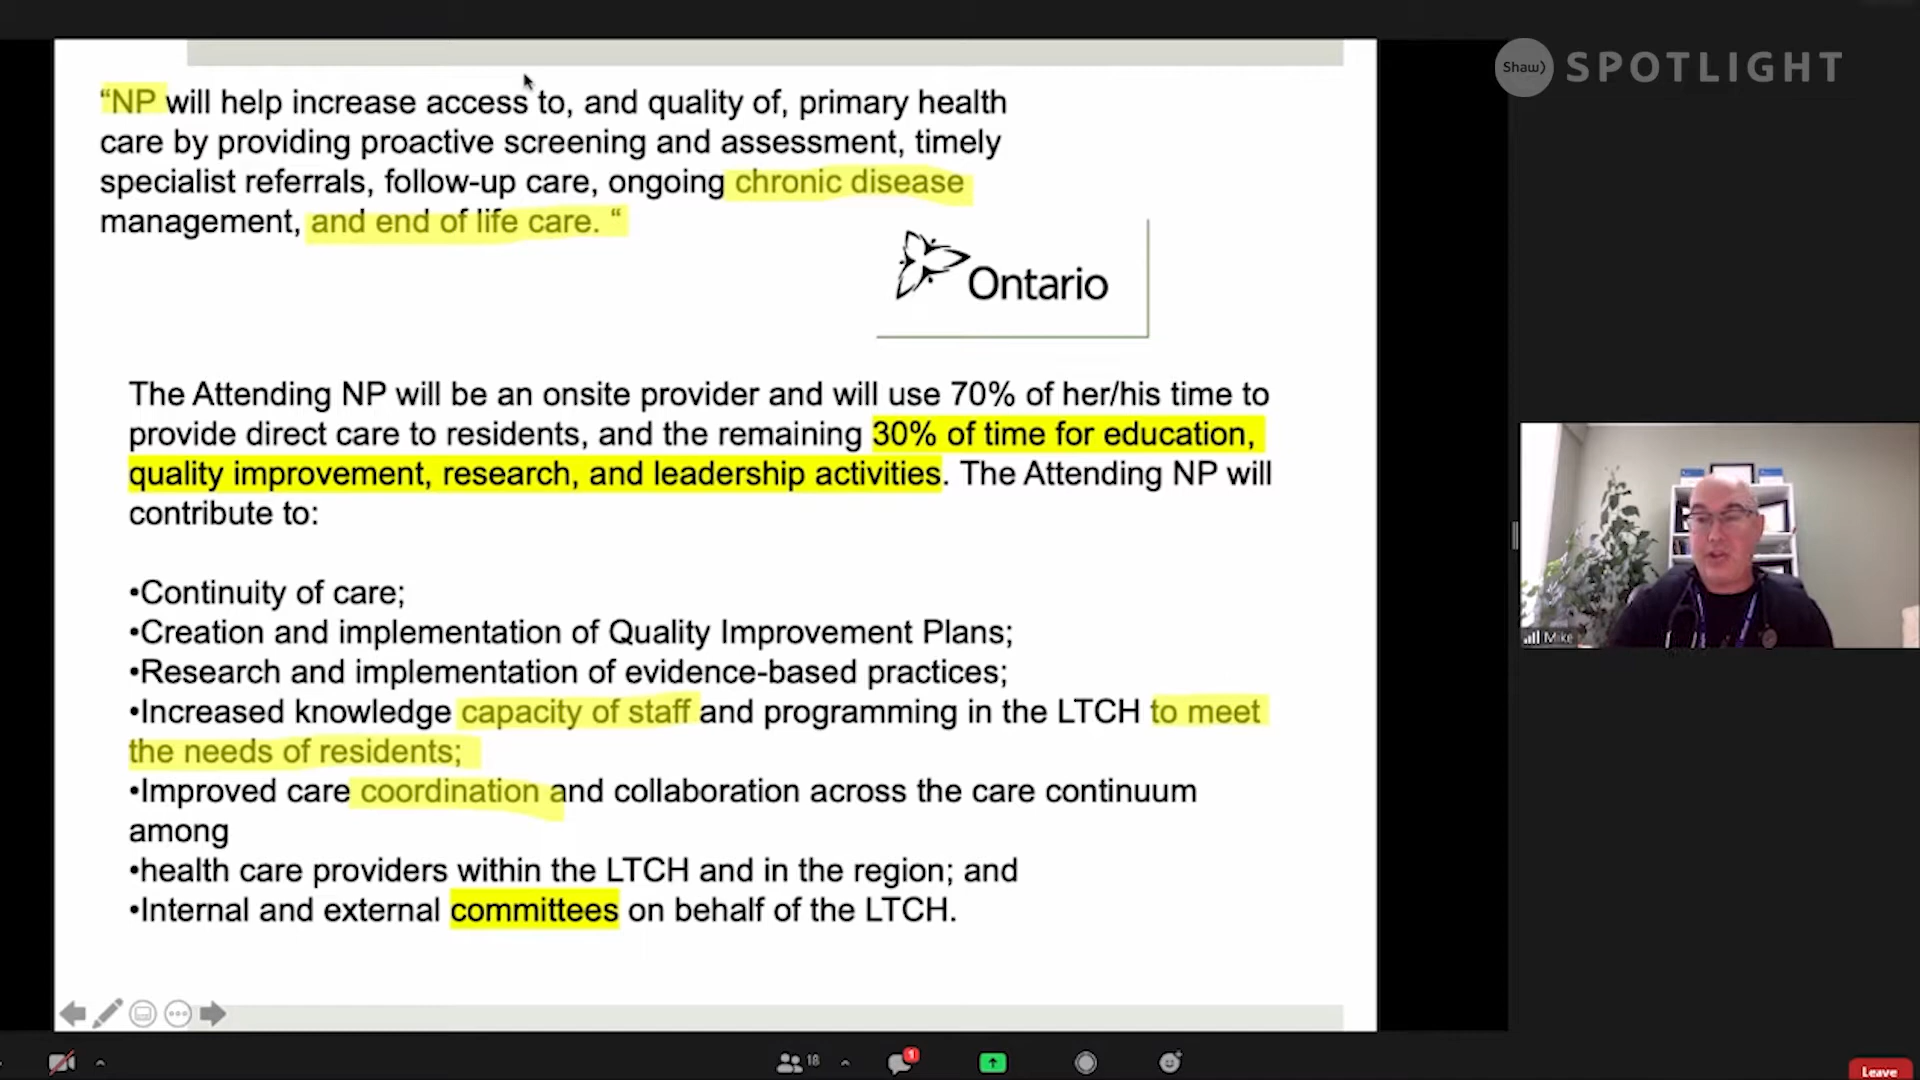 Shaw) SPOTLIGHT
“NP will help increase access to, and quality of, primary health
care by providing proactive screening and assessment, timely
specialist referrals, follow-up care, ongoing chronic disease
management, and end of life care. “
Ontario
The Attending NP will be an onsite provider and will use 70% of her/his time to
provide direct care to residents, and the remaining 30% of time for education,
quality improvement, research, and leadership activities. The Attending NP will
contribute to:
•Continuity of care;
•Creation and implementation of Quality Improvement Plans;
•Research and implementation of evidence-based practices;
•Increased knowledge capacity of staff and programming in the LTCH to meet
the needs of residents;
•Improved care coordination and collaboration across the care continuum
among
•health care providers within the LTCH and in the region; and
•Internal and external committees on behalf of the LTCH.
Mike
18
1
Leave